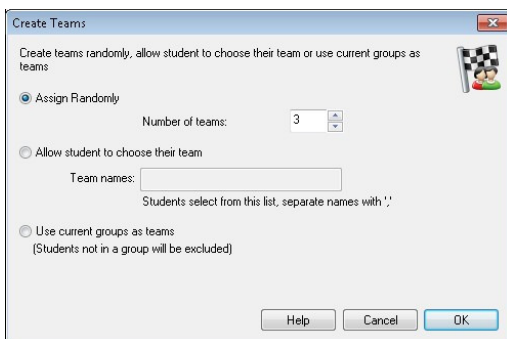 Create Teams
Create teams randomly, allow student to choose their team or use current groups as
teams
Assign Randomly
Number of teams: 3
Allow student to choose their team
Team names:
Students select from this list, separate names with ','
Use current groups as teams
(Students not in a group will be excluded)
Help Cancel OK